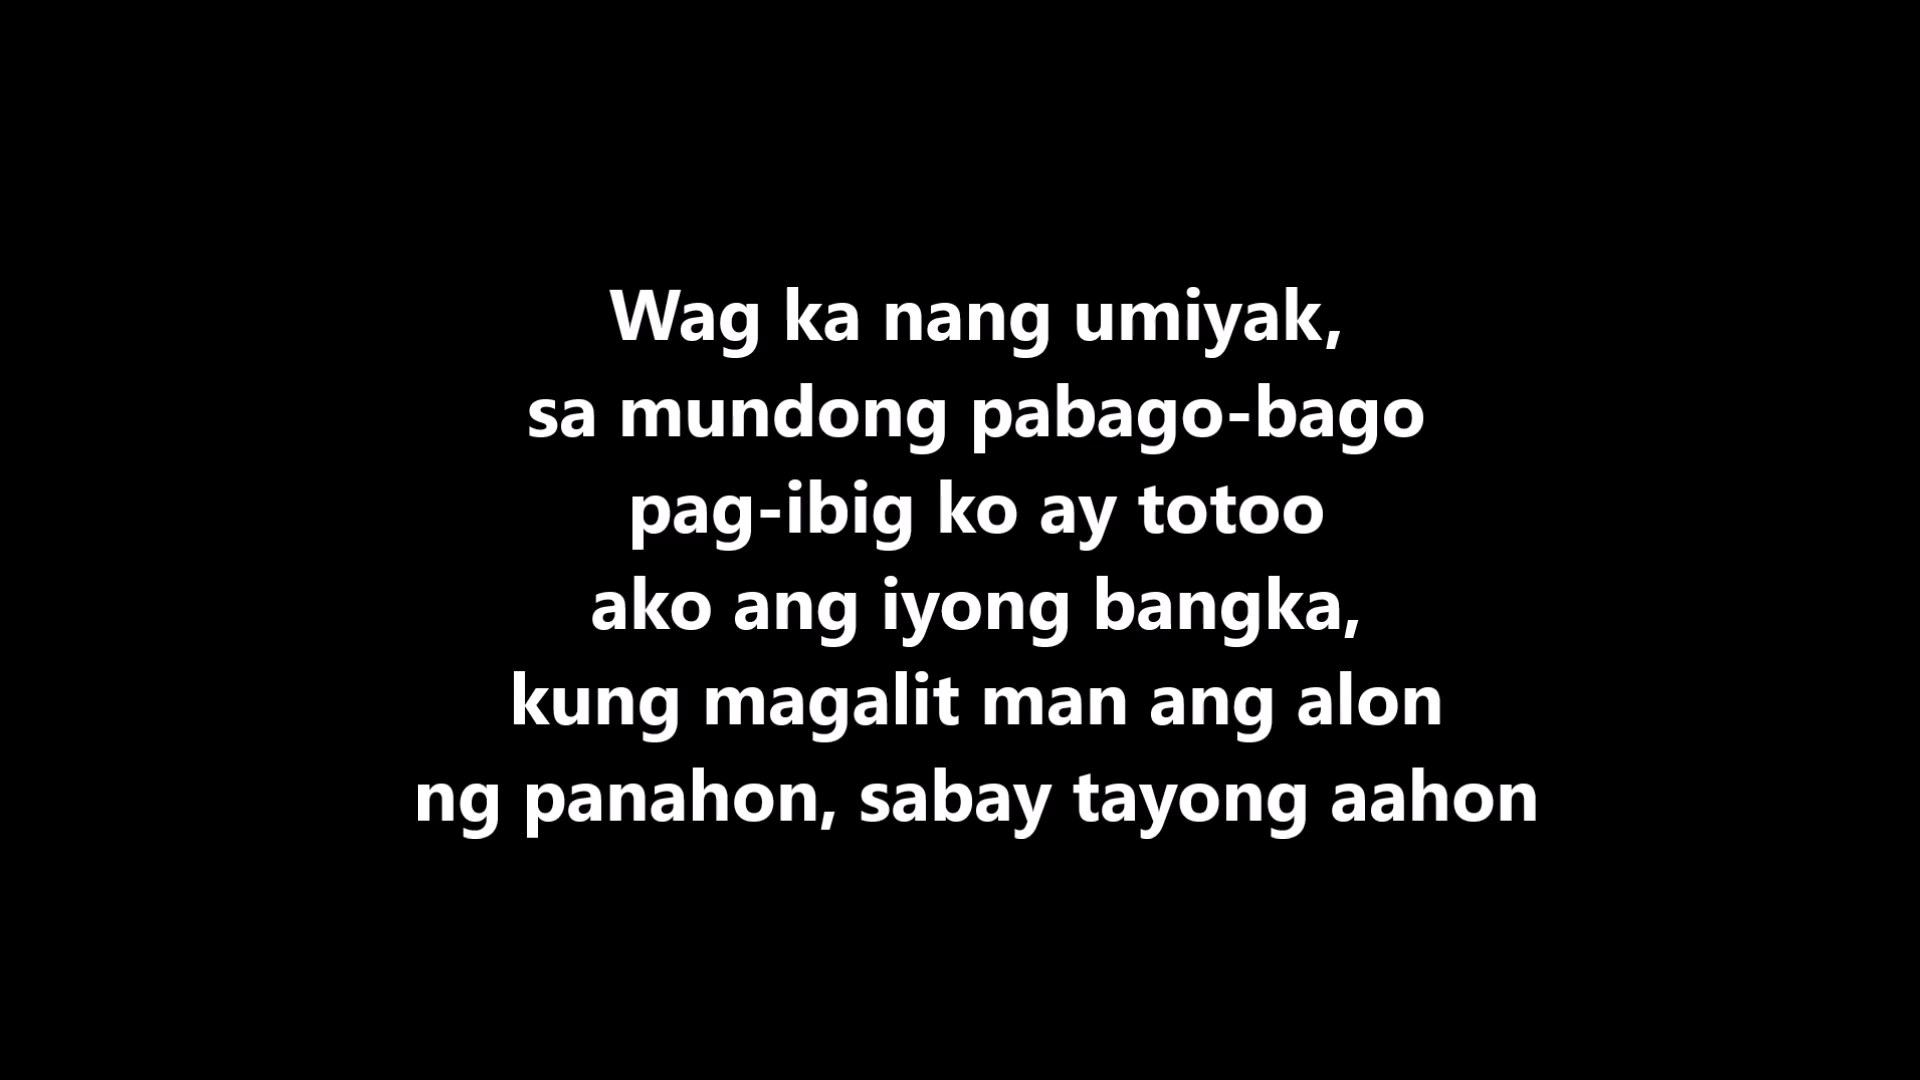 Wag ka nang umiyak,
sa mundong pabago-bago
pag-ibig ko ay totoo
ako ang iyong bangka,
kung magalit man ang alon
ng panahon, sabay tayong aahon